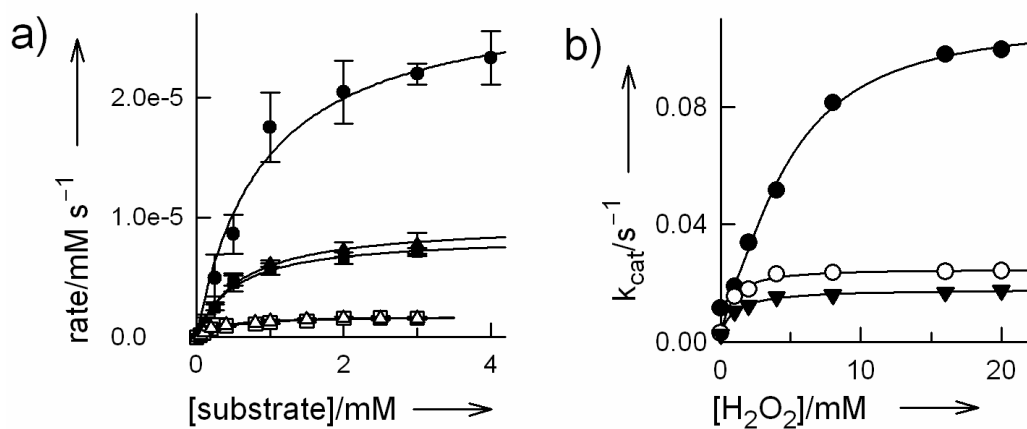 a)
rate/mM s⁻¹
2.0e-5
1.0e-5
0.0
0
2
4
[substrate]/mM
b)
k_cat/s⁻¹
0.08
0.04
0.00
0
10
20
[H₂O₂]/mM